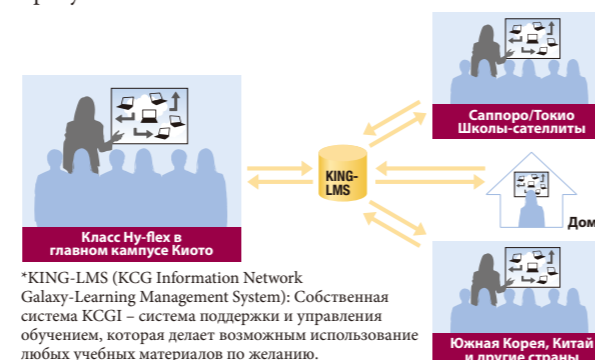 Саппоро/Токио
Школы-сателлиты
KING-
LMS
Дом
Класс Hy-flex в
главном кампусе Киото
*KING-LMS (KCG Information Network
Galaxy-Learning Management System): Собственная
система KCGI – система поддержки и управления
обучением, которая делает возможным использование
любых учебных материалов по желанию.
Южная Корея, Китай
и другие страны